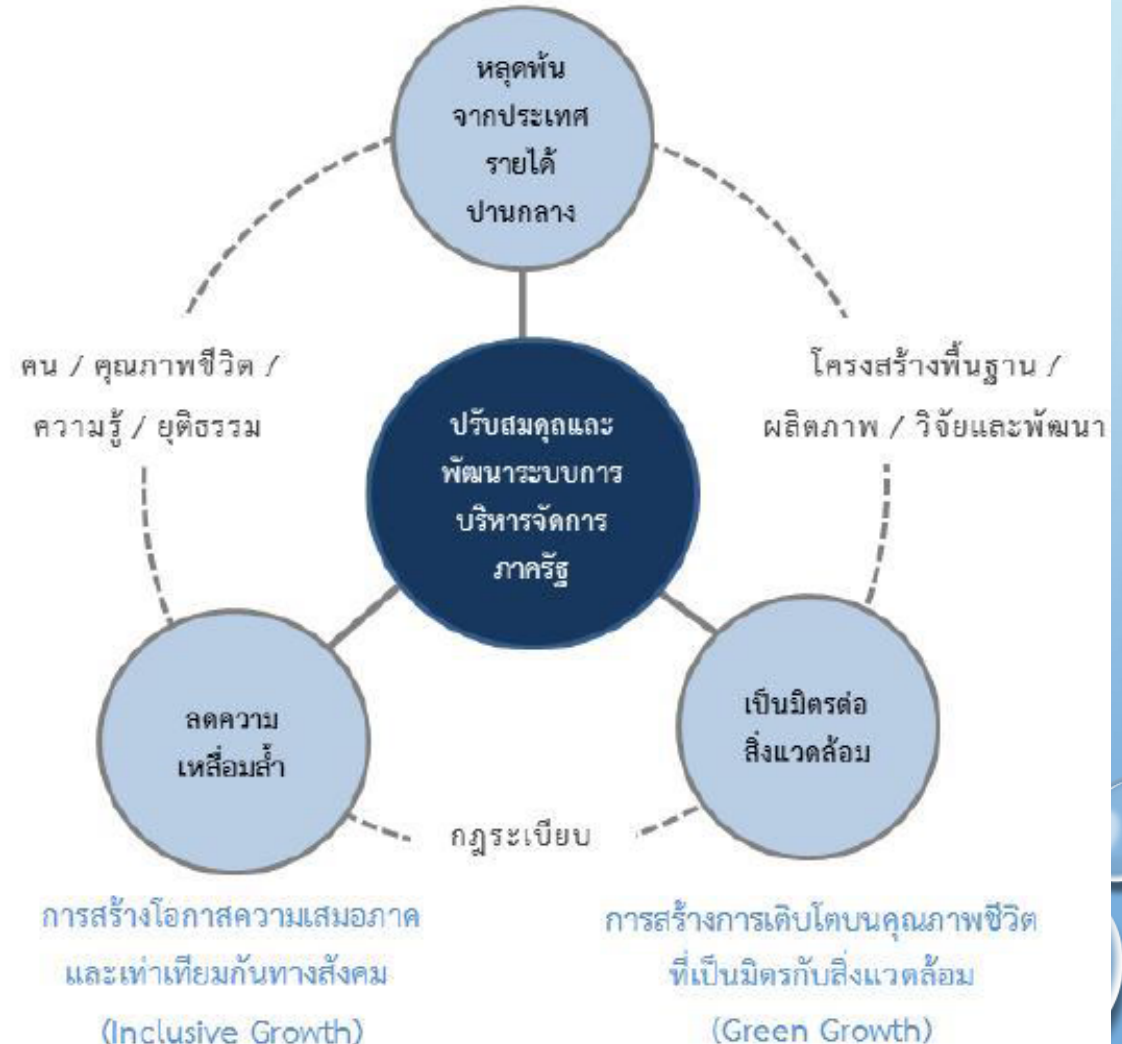 หลุดพ้น
จากประเทศ
รายได้
ปานกลาง
คน / คุณภาพชีวิต /
ความรู้ / ยุติธรรม
โครงสร้างพื้นฐาน /
ผลิตภาพ / วิจัยและพัฒนา
ปรับสมดุลและ
พัฒนาระบบการ
บริหารจัดการ
ภาครัฐ
ลดความ
เหลื่อมล้ำ
เป็นมิตรต่อ
สิ่งแวดล้อม
กฎระเบียบ
การสร้างโอกาสความเสมอภาค
และเท่าเทียมกันทางสังคม
(Inclusive Growth)
การสร้างการเติบโตบนคุณภาพชีวิต
ที่เป็นมิตรกับสิ่งแวดล้อม
(Green Growth)